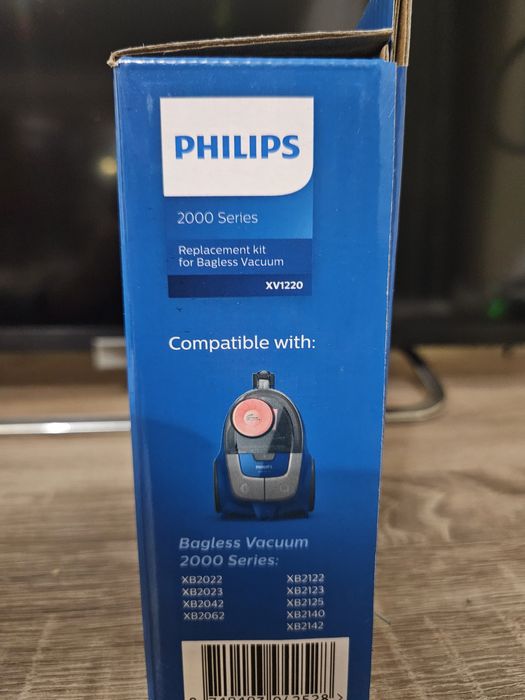 PHILIPS
2000 Series
Replacement kit
for Bagless Vacuum
XV1220
Compatible with:
PHILIPS
Bagless Vacuum
2000 Series:
XB2022
XB2023
XB2042
XB2062
XB2122
XB2123
XB2125
XB2140
XB2142